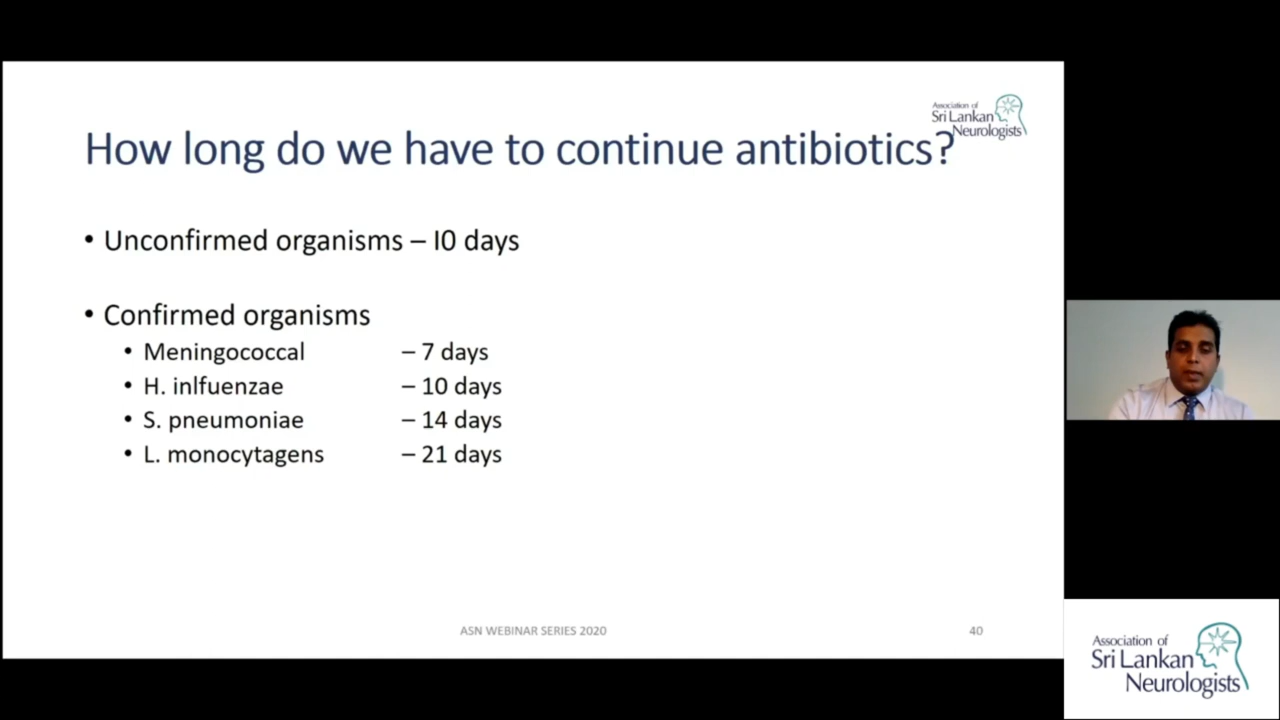 Association of
Sri Lankan
Neurologists
How long do we have to continue antibiotics?
• Unconfirmed organisms – I0 days
• Confirmed organisms
• Meningococcal – 7 days
• H. inlfuenzae – 10 days
• S. pneumoniae – 14 days
• L. monocytagens – 21 days
ASN WEBINAR SERIES 2020 40
Association of
Sri Lankan
Neurologists